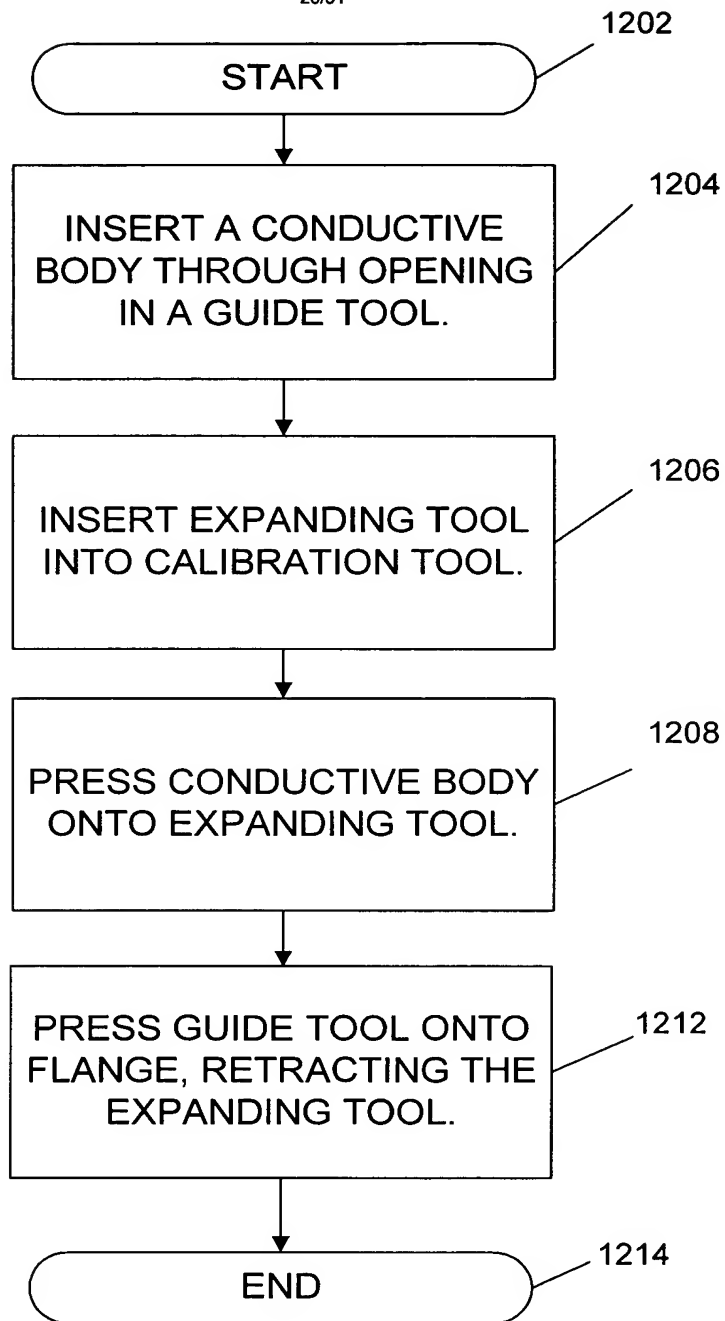 1202
START
1204
INSERT A CONDUCTIVE
BODY THROUGH OPENING
IN A GUIDE TOOL.
1206
INSERT EXPANDING TOOL
INTO CALIBRATION TOOL.
1208
PRESS CONDUCTIVE BODY
ONTO EXPANDING TOOL.
1212
PRESS GUIDE TOOL ONTO
FLANGE, RETRACTING THE
EXPANDING TOOL.
1214
END